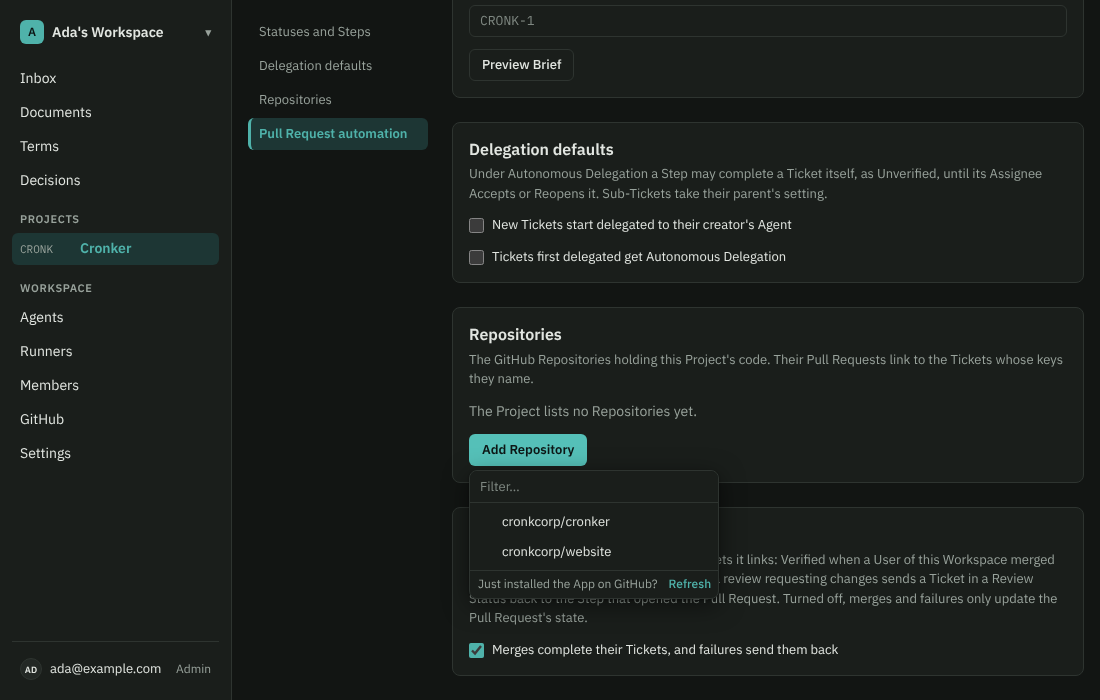 A Ada's Workspace ▾
Inbox
Documents
Terms
Decisions
PROJECTS
CRONK Cronker
WORKSPACE
Agents
Runners
Members
GitHub
Settings
AD ada@example.com Admin
Statuses and Steps
Delegation defaults
Repositories
Pull Request automation
CRONK-1
Preview Brief
Delegation defaults
Under Autonomous Delegation a Step may complete a Ticket itself, as Unverified, until its Assignee
Accepts or Reopens it. Sub-Tickets take their parent's setting.
New Tickets start delegated to their creator's Agent
Tickets first delegated get Autonomous Delegation
Repositories
The GitHub Repositories holding this Project's code. Their Pull Requests link to the Tickets whose keys
they name.
The Project lists no Repositories yet.
Add Repository
Filter...
cronkcorp/cronker
cronkcorp/website
Just installed the App on GitHub? Refresh
it links: Verified when a User of this Workspace merged
review requesting changes sends a Ticket in a Review
Status back to the Step that opened the Pull Request. Turned off, merges and failures only update the
Pull Request's state.
Merges complete their Tickets, and failures send them back